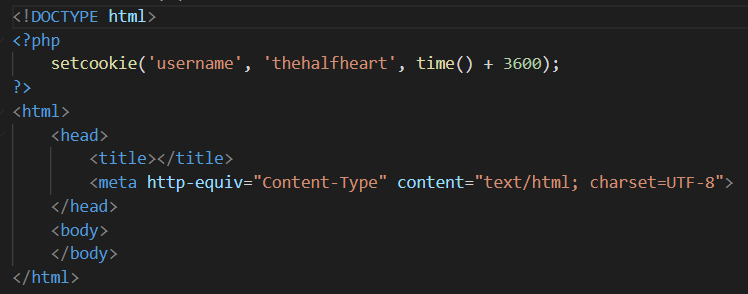 <!DOCTYPE html>
<?php
    setcookie('username', 'thehalfheart', time() + 3600);
?>
<html>
    <head>
        <title></title>
        <meta http-equiv="Content-Type" content="text/html; charset=UTF-8">
    </head>
    <body>
    </body>
</html>